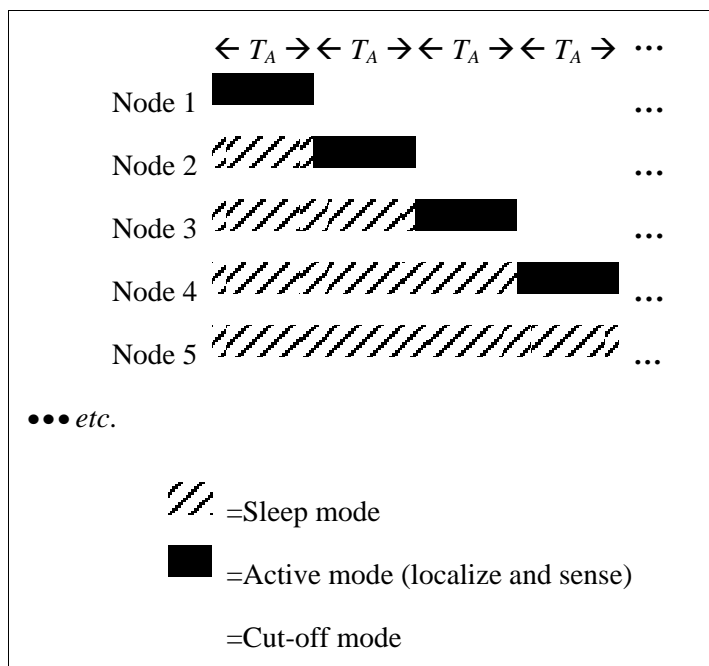 ← T_A → ← T_A → ← T_A → ← T_A → •••
Node 1 •••
Node 2 •••
Node 3 •••
Node 4 •••
Node 5 •••
••• etc.
=Sleep mode
=Active mode (localize and sense)
=Cut-off mode